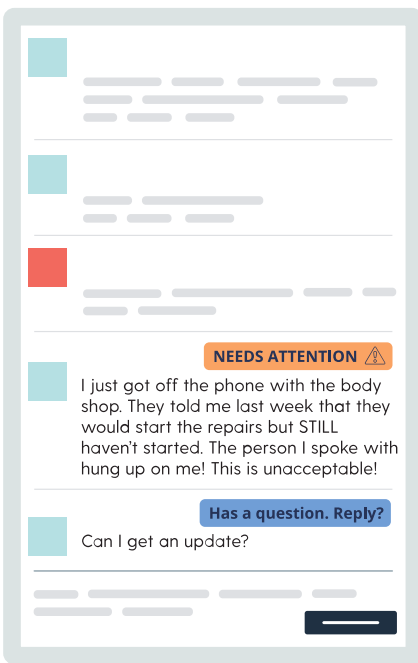 NEEDS ATTENTION
I just got off the phone with the body
shop. They told me last week that they
would start the repairs but STILL
haven't started. The person I spoke with
hung up on me! This is unacceptable!
Has a question. Reply?
Can I get an update?